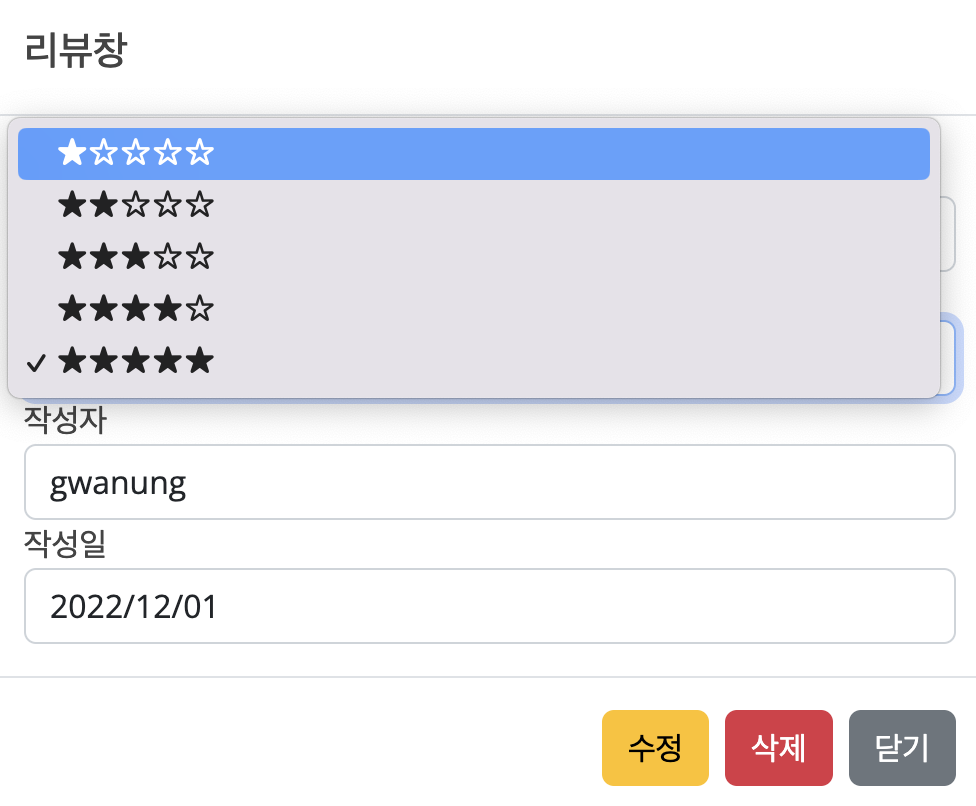 리뷰창
★☆☆☆☆
★★☆☆☆
★★★☆☆
★★★★☆
✓ ★★★★★
작성자
gwanung
작성일
2022/12/01
수정 삭제 닫기